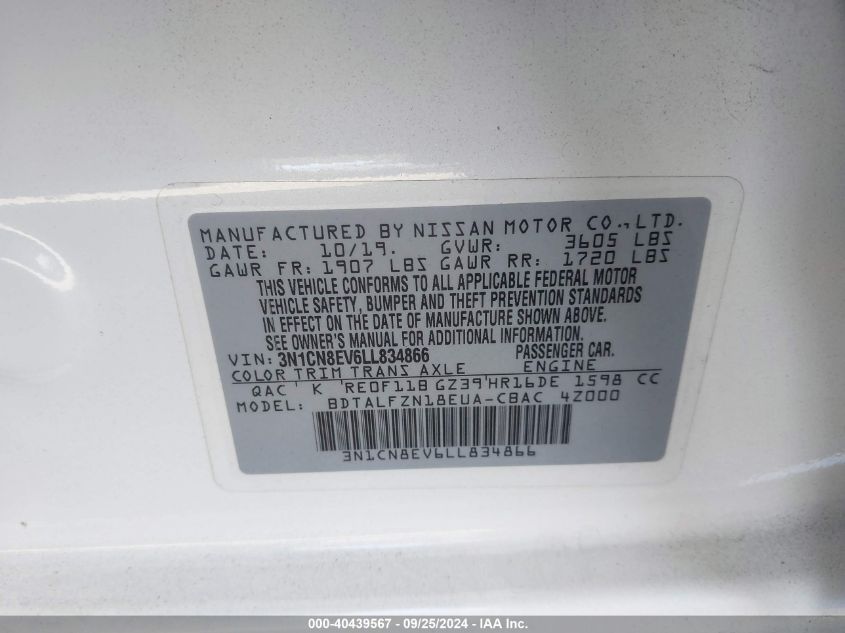 MANUFACTURED BY NISSAN MOTOR CO., LTD.
DATE: 10/19. GVWR: 3605 LBS
GAWR FR: 1907 LBS GAWR RR: 1720 LBS
THIS VEHICLE CONFORMS TO ALL APPLICABLE FEDERAL MOTOR
VEHICLE SAFETY, BUMPER AND THEFT PREVENTION STANDARDS
IN EFFECT ON THE DATE OF MANUFACTURE SHOWN ABOVE.
SEE OWNER'S MANUAL FOR ADDITIONAL INFORMATION.
VIN: 3N1CN8EV6LL834866 PASSENGER CAR.
COLOR TRIM TRANS AXLE ENGINE
QAC ' K 'RE0F11B GZ39'HR16DE 1598 CC
MODEL: BDTALFZN18EUA-CBAC 4Z000
3N1CN8EV6LL834866
000-40439567 - 09/25/2024 - © IAA Inc.